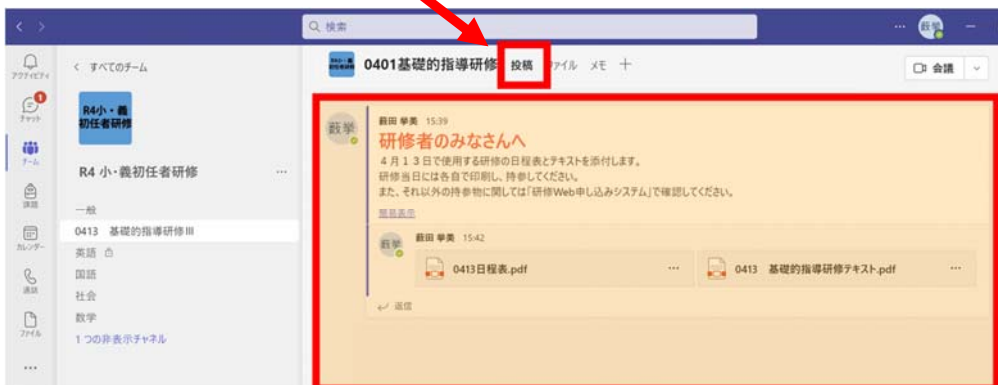 検索
アクティビティ
チャット
チーム
課題
カレンダー
通話
ファイル
すべてのチーム
R4小・義
初任者研修
R4 小・義初任者研修
一般
0413 基礎的指導研修Ⅲ
英語
国語
社会
数学
1 つの非表示チャネル
0401基礎的指導研修 投稿 ファイル メモ
会議
薮田 挙美 15:39
研修者のみなさんへ
4月13日で使用する研修の日程表とテキストを添付します。
研修当日には各自で印刷し、持参してください。
また、それ以外の持参物に関しては「研修Web申し込みシステム」で確認してください。
簡易表示
薮田 挙美 15:42
0413日程表.pdf
0413 基礎的指導研修テキスト.pdf
返信